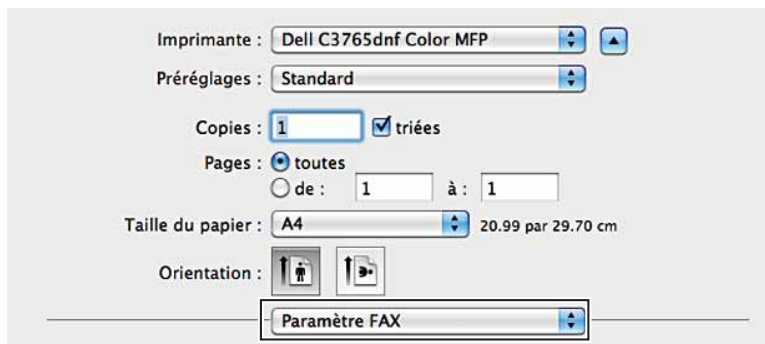 Imprimante : Dell C3765dnf Color MFP
Préréglages : Standard
Copies : 1 triées
Pages : toutes
de : 1 à : 1
Taille du papier : A4 20.99 par 29.70 cm
Orientation :
Paramètre FAX